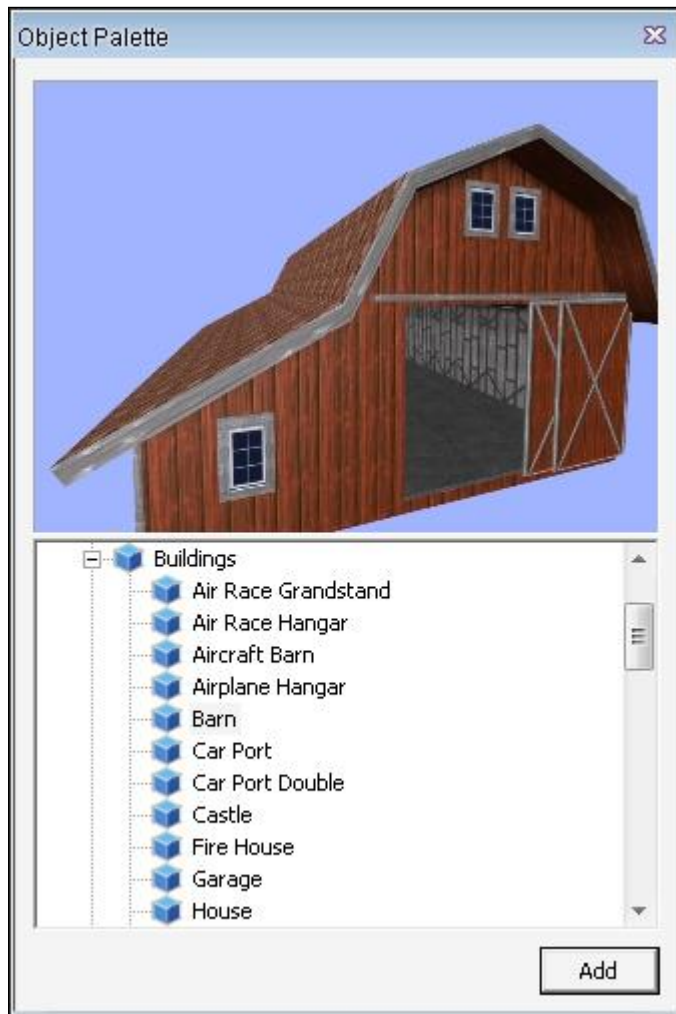 Object Palette
Buildings
Air Race Grandstand
Air Race Hangar
Aircraft Barn
Airplane Hangar
Barn
Car Port
Car Port Double
Castle
Fire House
Garage
House
Add